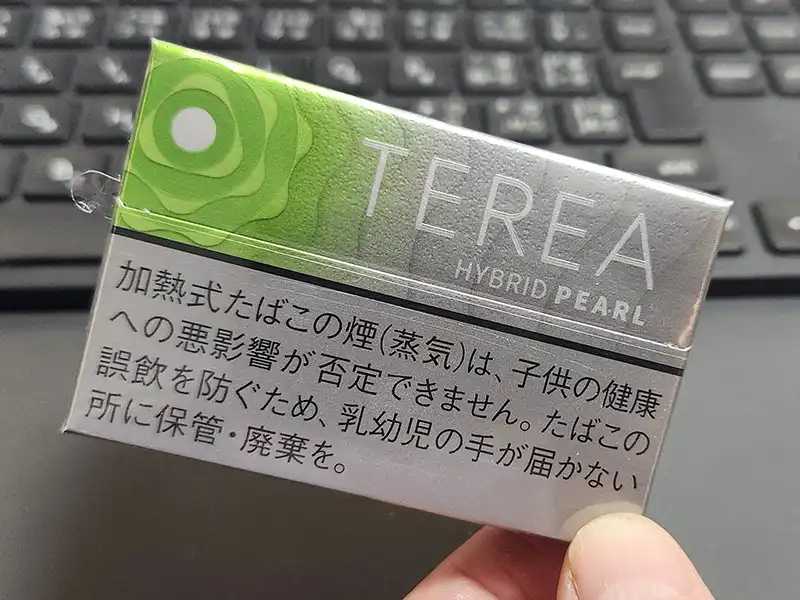 TEREA
HYBRID PEARL
加熱式たばこの煙(蒸気)は、子供の健康
への悪影響が否定できません。たばこの
誤飲を防ぐため、乳幼児の手が届かない
所に保管・廃棄を。